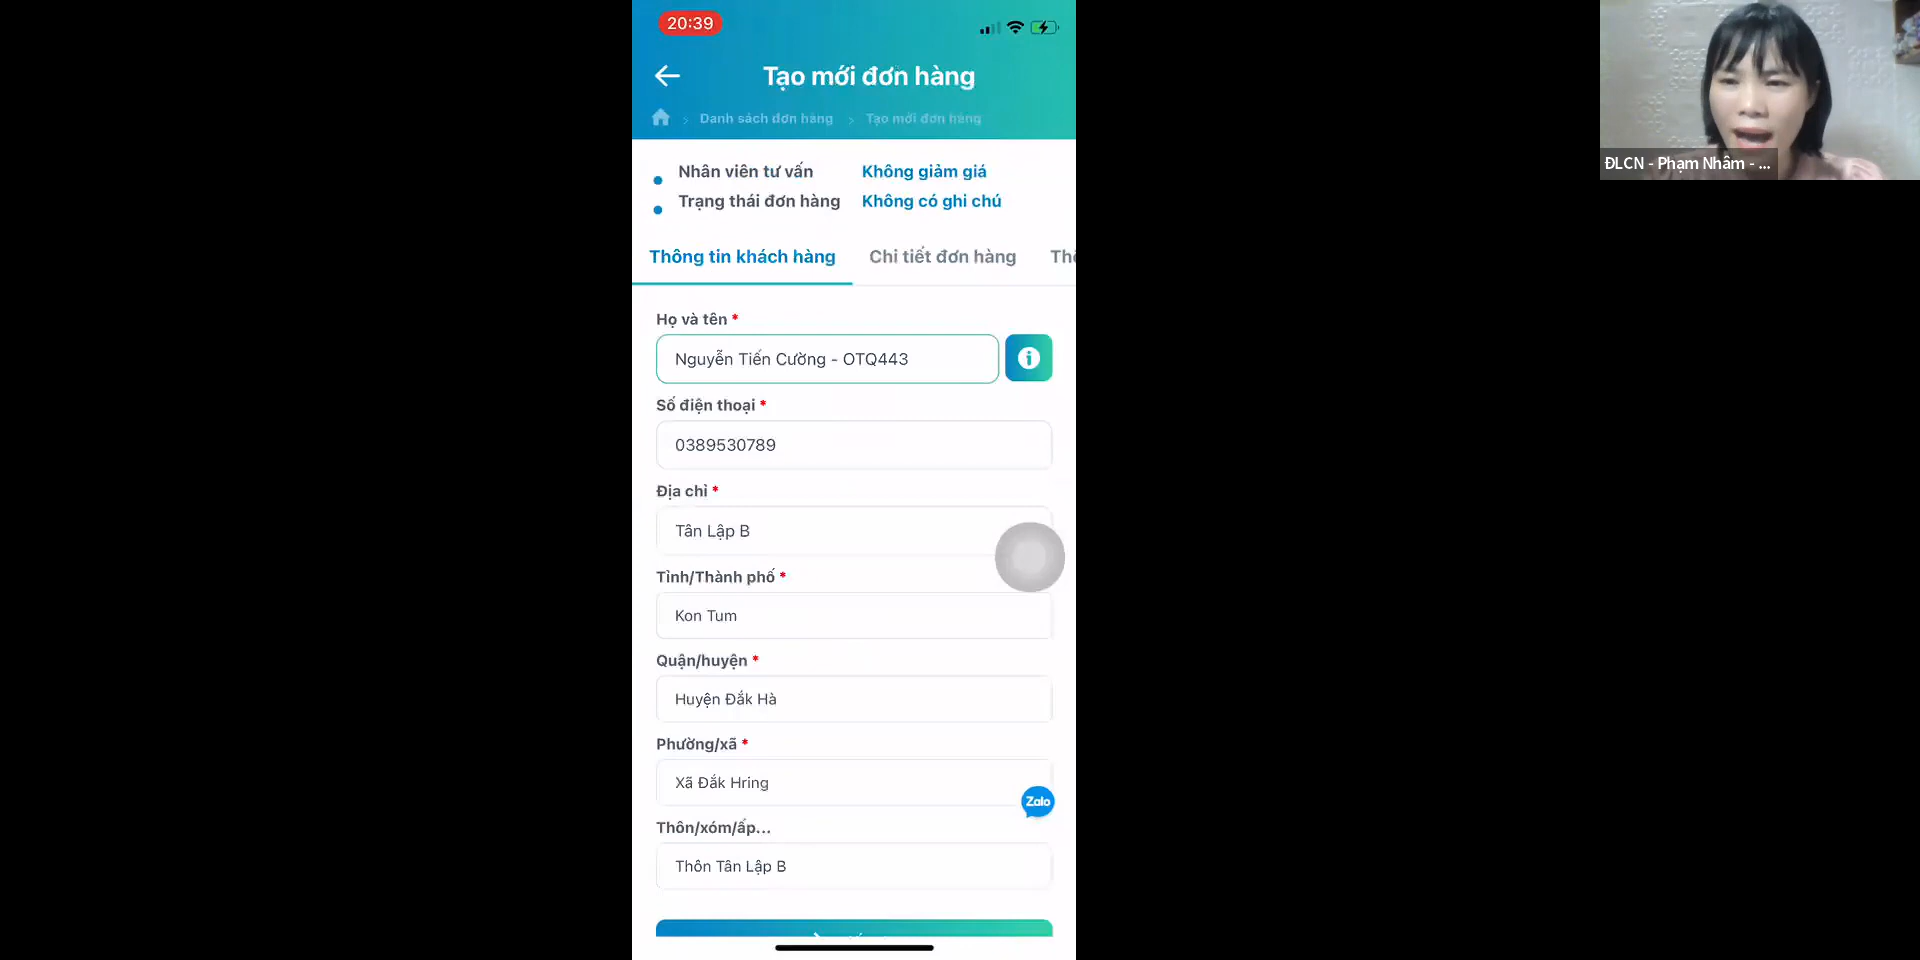 20:39
Tạo mới đơn hàng
Danh sách đơn hàng > Tạo mới đơn hàng
Nhân viên tư vấn Không giảm giá
Trạng thái đơn hàng Không có ghi chú
Thông tin khách hàng Chi tiết đơn hàng
Họ và tên *
Nguyễn Tiến Cường - OTQ443
Số điện thoại *
0389530789
Địa chỉ *
Tân Lập B
Tỉnh/Thành phố *
Kon Tum
Quận/huyện *
Huyện Đắk Hà
Phường/xã *
Xã Đắk Hring
Zalo
Thôn/xóm/ấp...
Thôn Tân Lập B
ĐLCN - Phạm Nhâm - ...